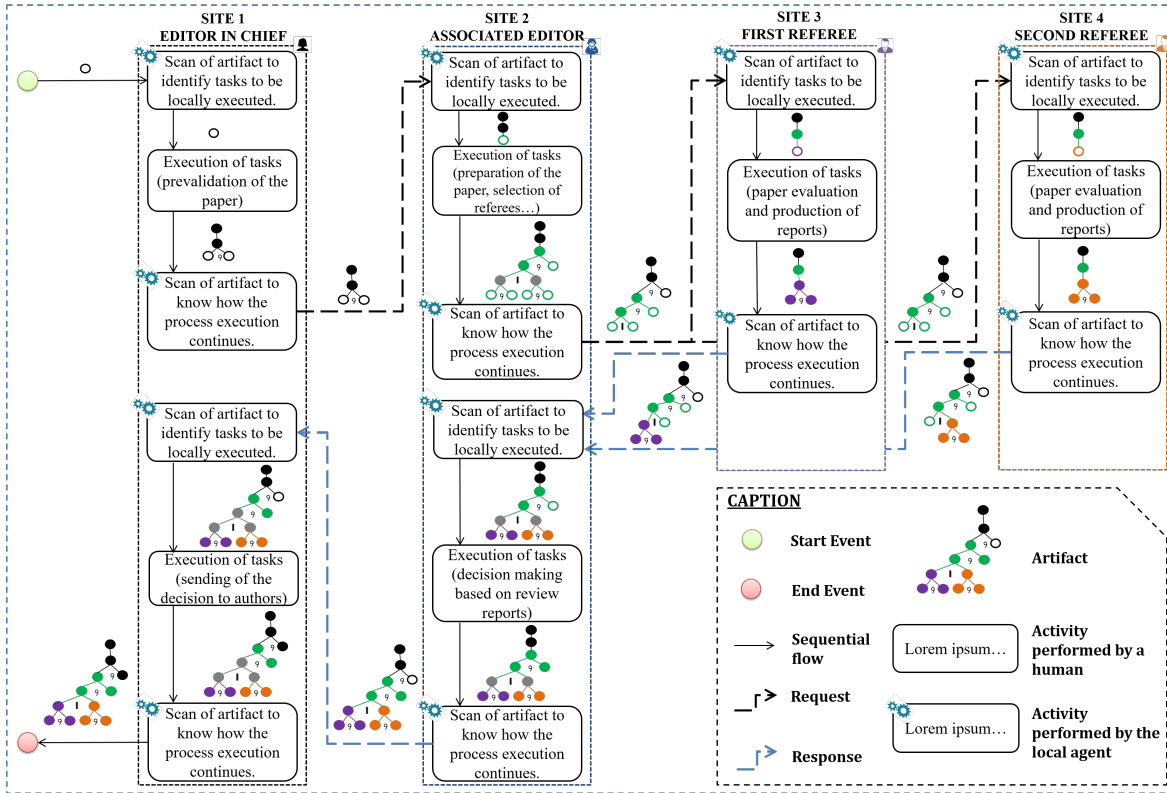 SITE 1
EDITOR IN CHIEF
SITE 2
ASSOCIATED EDITOR
SITE 3
FIRST REFEREE
SITE 4
SECOND REFEREE
Scan of artifact to
identify tasks to be
locally executed.
Execution of tasks
(prevalidation of the
paper)
9
Scan of artifact to
know how the
process execution
continues.
9
Scan of artifact to
identify tasks to be
locally executed.
9
Execution of tasks
(sending of the
decision to authors)
9
Scan of artifact to
know how the
process execution
continues.
Scan of artifact to
identify tasks to be
locally executed.
Execution of tasks
(preparation of the
paper, selection of
referees…)
9
Scan of artifact to
know how the
process execution
continues.
Scan of artifact to
identify tasks to be
locally executed.
9
Execution of tasks
(decision making
based on review
reports)
9
Scan of artifact to
know how the
process execution
continues.
Scan of artifact to
identify tasks to be
locally executed.
Execution of tasks
(paper evaluation
and production of
reports)
9
Scan of artifact to
know how the
process execution
continues.
Scan of artifact to
identify tasks to be
locally executed.
Execution of tasks
(paper evaluation
and production of
reports)
9
Scan of artifact to
know how the
process execution
continues.
CAPTION
Start Event
End Event
Sequential
flow
Request
Response
Artifact
Lorem ipsum…
Activity
performed by a
human
Lorem ipsum…
Activity
performed by the
local agent